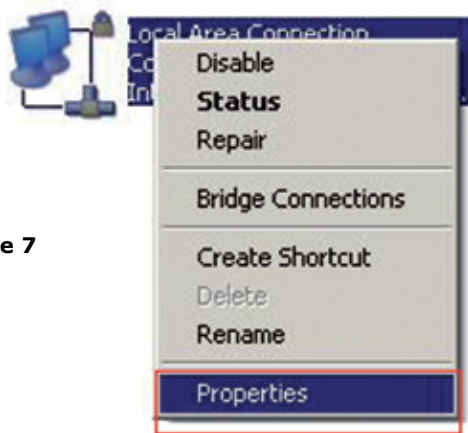 Local Area Connection
Disable
Status
Repair
Bridge Connections
Create Shortcut
Delete
Rename
Properties
e 7